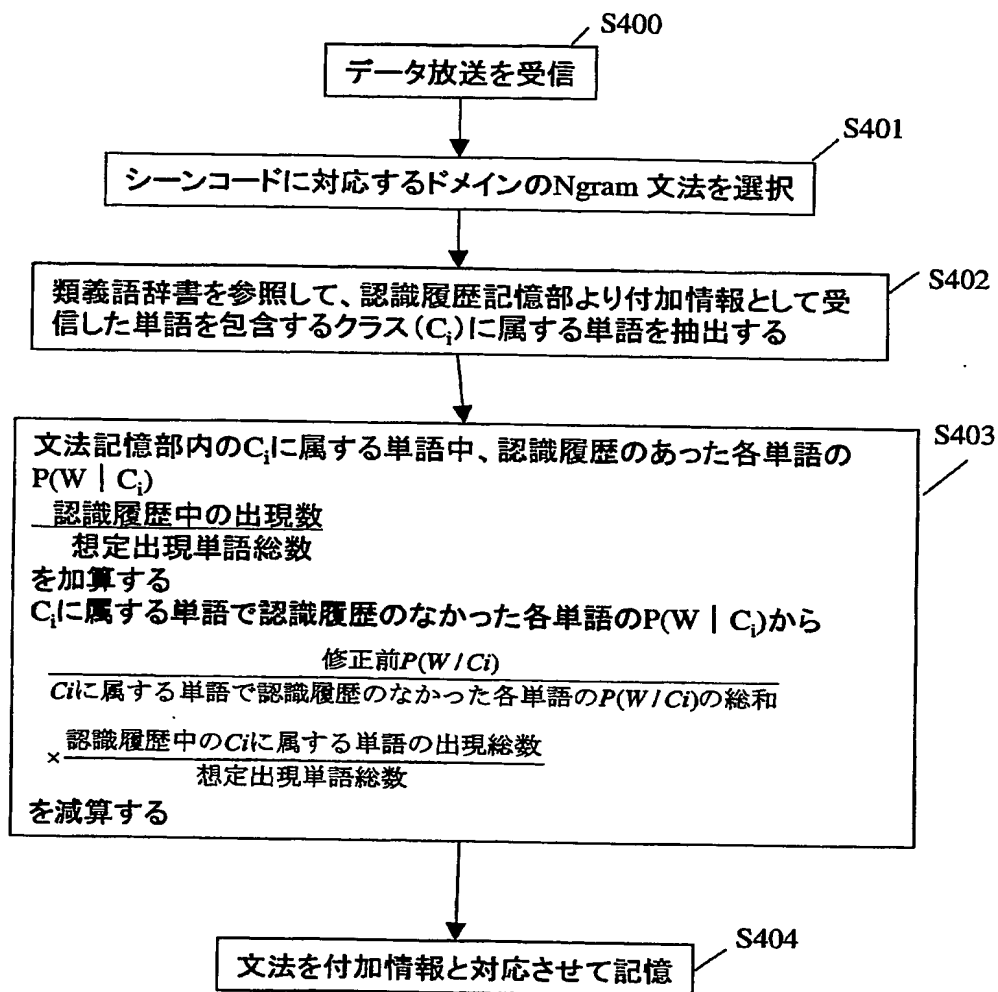 S400
データ放送を受信
S401
シーンコードに対応するドメインのNgram 文法を選択
S402
類義語辞書を参照して、認識履歴記憶部より付加情報として受
信した単語を包含するクラス(Ci)に属する単語を抽出する
S403
文法記憶部内のCiに属する単語中、認識履歴のあった各単語の
P(W | Ci)
認識履歴中の出現数
想定出現単語総数
を加算する
Ciに属する単語で認識履歴のなかった各単語のP(W | Ci)から
修正前P(W / Ci)
Ciに属する単語で認識履歴のなかった各単語のP(W / Ci)の総和
× 認識履歴中のCiに属する単語の出現総数
想定出現単語総数
を減算する
S404
文法を付加情報と対応させて記憶